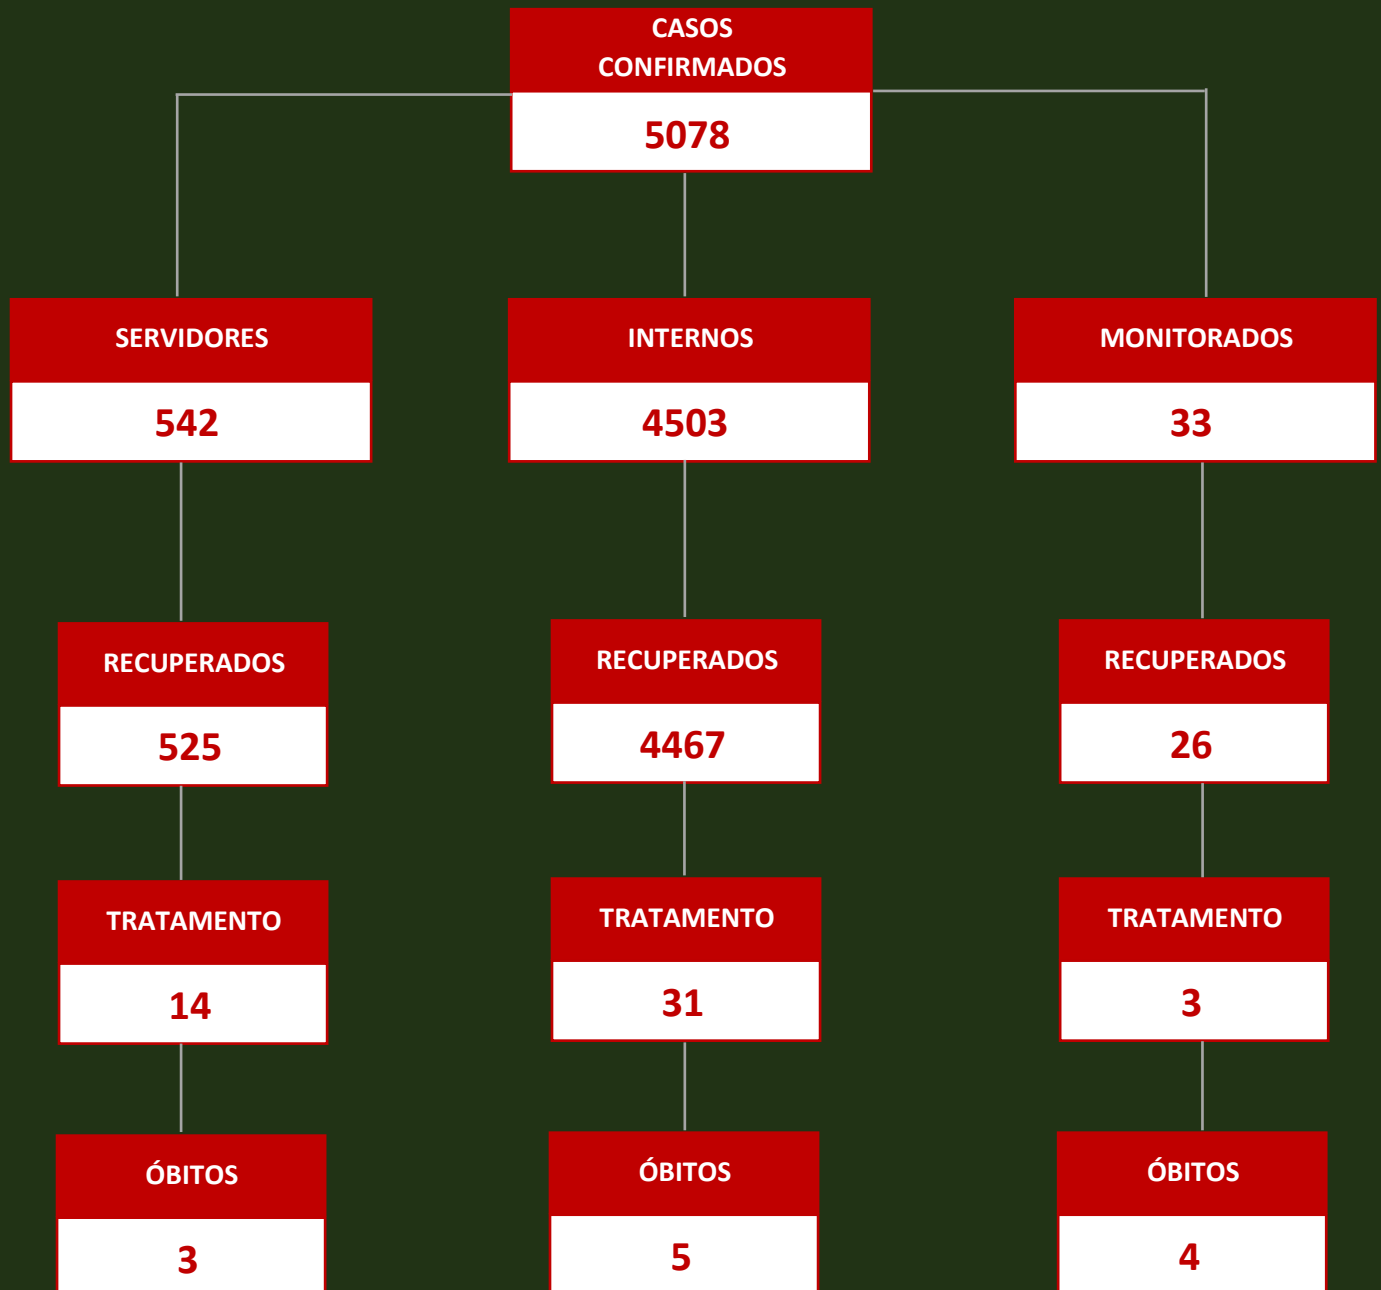 CASOS
CONFIRMADOS
5078
SERVIDORES
542
INTERNOS
4503
MONITORADOS
33
RECUPERADOS
525
RECUPERADOS
4467
RECUPERADOS
26
TRATAMENTO
14
TRATAMENTO
31
TRATAMENTO
3
ÓBITOS
3
ÓBITOS
5
ÓBITOS
4